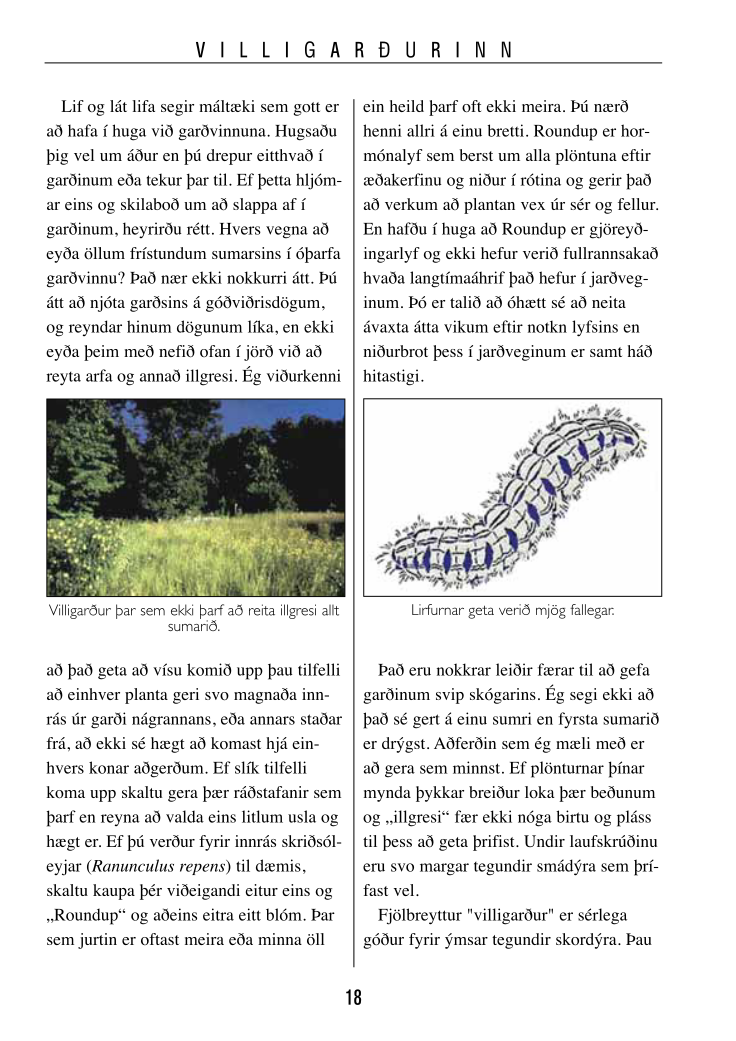 VILLIGARÐURINN
Lif og lát lifa segir máltæki sem gott er
að hafa í huga við garðvinnuna. Hugsaðu
þig vel um áður en þú drepur eitthvað í
garðinum eða tekur þar til. Ef þetta hljóm-
ar eins og skilaboð um að slappa af í
garðinum, heyrirðu rétt. Hvers vegna að
eyða öllum frístundum sumarsins í óþarfa
garðvinnu? Það nær ekki nokkurri átt. Þú
átt að njóta garðsins á góðviðrisdögum,
og reyndar hinum dögunum líka, en ekki
eyða þeim með nefið ofan í jörð við að
reyta arfa og annað illgresi. Ég viðurkenni
Villigarður þar sem ekki þarf að reita illgresi allt
sumarið.
að það geta að vísu komið upp þau tilfelli
að einhver planta geri svo magnaða inn-
rás úr garði nágrannans, eða annars staðar
frá, að ekki sé hægt að komast hjá ein-
hvers konar aðgerðum. Ef slík tilfelli
koma upp skaltu gera þær ráðstafanir sem
þarf en reyna að valda eins litlum usla og
hægt er. Ef þú verður fyrir innrás skriðsól-
eyjar (Ranunculus repens) til dæmis,
skaltu kaupa þér viðeigandi eitur eins og
„Roundup“ og aðeins eitra eitt blóm. Þar
sem jurtin er oftast meira eða minna öll
ein heild þarf oft ekki meira. Þú nærð
henni allri á einu bretti. Roundup er hor-
mónalyf sem berst um alla plöntuna eftir
æðakerfinu og niður í rótina og gerir það
að verkum að plantan vex úr sér og fellur.
En hafðu í huga að Roundup er gjöreyð-
ingarlyf og ekki hefur verið fullrannsakað
hvaða langtímaáhrif það hefur í jarðveg-
inum. Þó er talið að óhætt sé að neita
ávaxta átta vikum eftir notkn lyfsins en
niðurbrot þess í jarðveginum er samt háð
hitastigi.
Lirfurnar geta verið mjög fallegar.
Það eru nokkrar leiðir færar til að gefa
garðinum svip skógarins. Ég segi ekki að
það sé gert á einu sumri en fyrsta sumarið
er drýgst. Aðferðin sem ég mæli með er
að gera sem minnst. Ef plönturnar þínar
mynda þykkar breiður loka þær beðunum
og „illgresi“ fær ekki nóga birtu og pláss
til þess að geta þrifist. Undir laufskrúðinu
eru svo margar tegundir smádýra sem þrí-
fast vel.
Fjölbreyttur "villigarður" er sérlega
góður fyrir ýmsar tegundir skordýra. Þau
18